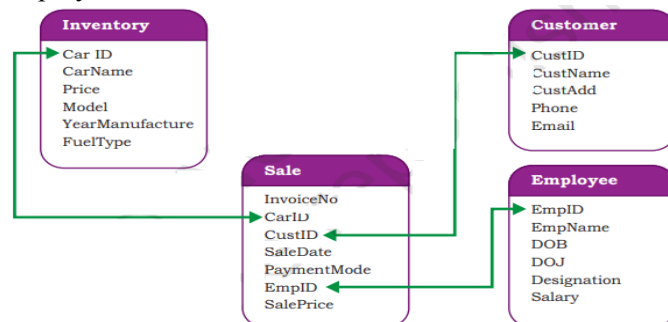 Inventory
Car ID
CarName
Price
Model
YearManufacture
FuelType
Customer
CustID
CustName
CustAdd
Phone
Email
Sale
InvoiceNo
CarID
CustID
SaleDate
PaymentMode
EmpID
SalePrice
Employee
EmpID
EmpName
DOB
DOJ
Designation
Salary